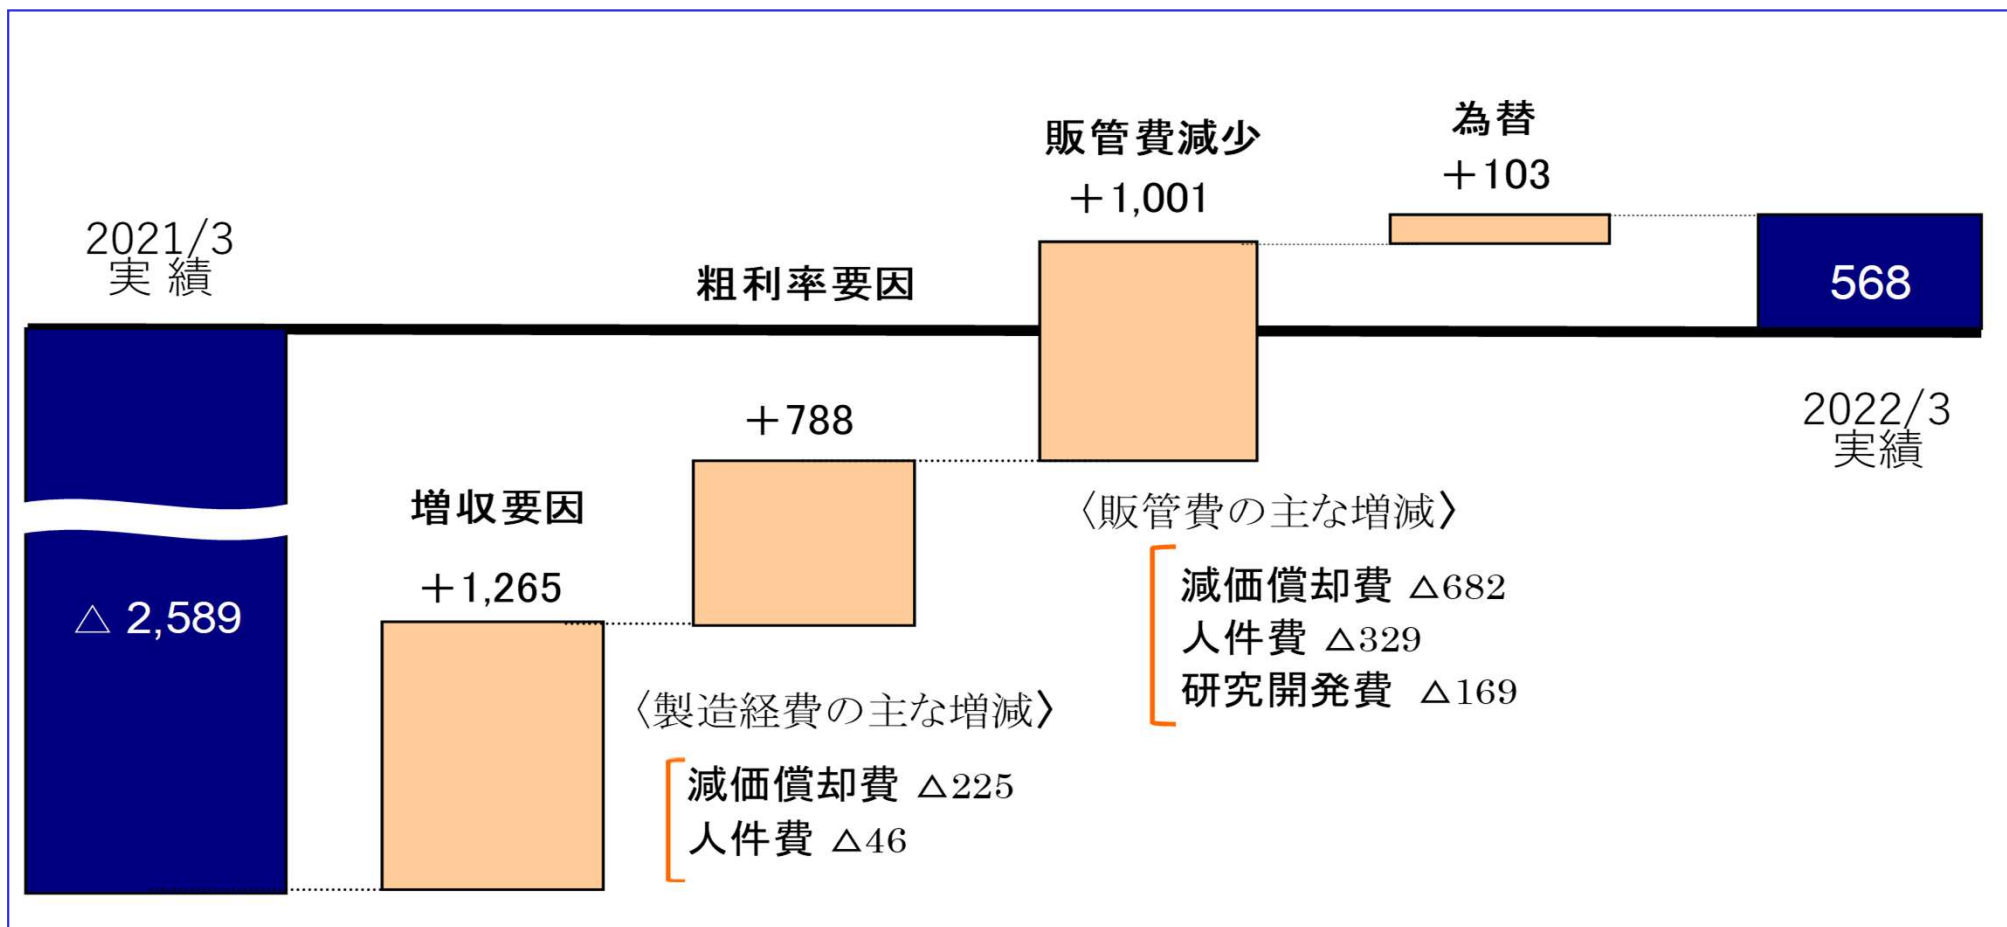 2021/3
実 績
△ 2,589
増収要因
＋1,265
粗利率要因
＋788
〈製造経費の主な増減〉
減価償却費 △225
人件費 △46
販管費減少
＋1,001
〈販管費の主な増減〉
減価償却費 △682
人件費 △329
研究開発費 △169
為替
＋103
568
2022/3
実績